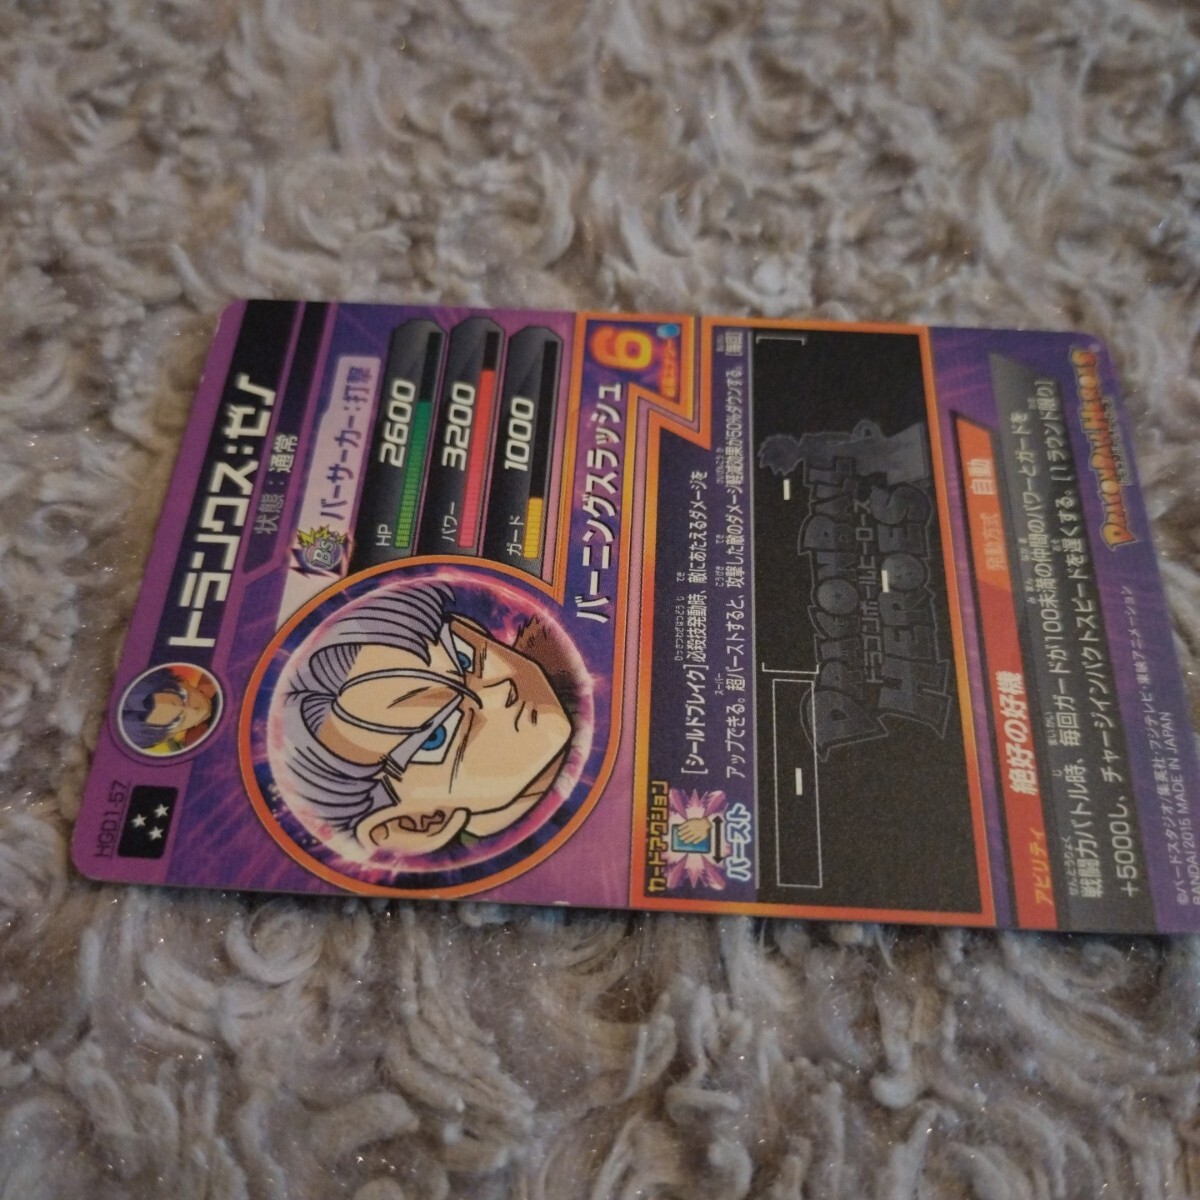 HGD1-57
トランクス:ゼノ
状態：通常
Bs バーサーカー:打撃
HP 2600
パワー 3200
ガード 1000
バーニングスラッシュ
6
カードアクション
バースト
[シールドブレイク]必殺技発動時、敵にあたえるダメージを
アップできる。超バーストすると、攻撃した敵のダメージ軽減効果が50%ダウンする。[毎回]
DRAGONBALL
ドラゴンボールヒーローズ
HEROES
アビリティ 絶好の好機 発動方式 自動
戦闘力バトル時、毎回ガードが100未満の仲間のパワーとガードを
+5000し、チャージインパクトスピードを遅くする。[1ラウンド限り]
DRAGONBALL HEROES
©バードスタジオ/集英社・フジテレビ・東映アニメーション
BANDAI 2015 MADE IN JAPAN